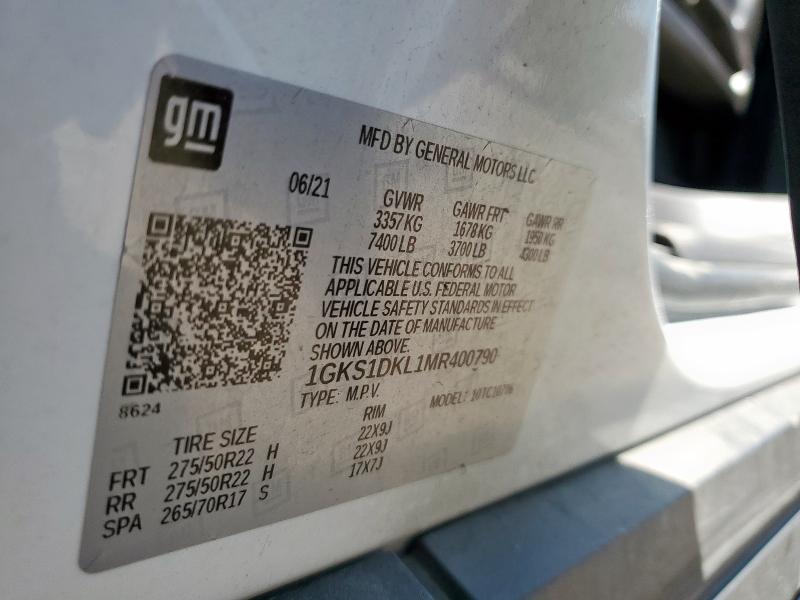 gm
MFD BY GENERAL MOTORS LLC
06/21
GVWR GAWR FRT GAWR RR
3357 KG 1678 KG 1950 KG
7400 LB 3700 LB 4300 LB
THIS VEHICLE CONFORMS TO ALL
APPLICABLE U.S. FEDERAL MOTOR
VEHICLE SAFETY STANDARDS IN EFFECT
ON THE DATE OF MANUFACTURE
SHOWN ABOVE.
1GKS1DKL1MR400790
TYPE: M.P.V. MODEL:
8624
TIRE SIZE RIM
FRT 275/50R22 H 22X9J
RR 275/50R22 H 22X9J
SPA 265/70R17 S 17X7J